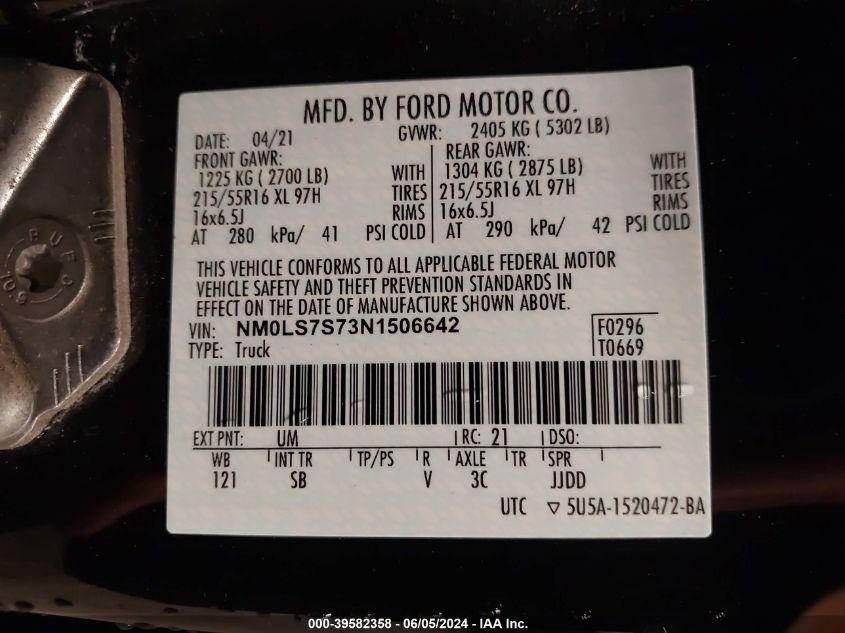 MFD. BY FORD MOTOR CO.
DATE: 04/21 GVWR: 2405 KG ( 5302 LB)
FRONT GAWR: REAR GAWR:
1225 KG ( 2700 LB) WITH 1304 KG ( 2875 LB) WITH
215/55R16 XL 97H TIRES 215/55R16 XL 97H TIRES
16x6.5J RIMS 16x6.5J RIMS
AT 280 kPa/ 41 PSI COLD AT 290 kPa/ 42 PSI COLD
THIS VEHICLE CONFORMS TO ALL APPLICABLE FEDERAL MOTOR
VEHICLE SAFETY AND THEFT PREVENTION STANDARDS IN
EFFECT ON THE DATE OF MANUFACTURE SHOWN ABOVE.
VIN: NM0LS7S73N1506642 F0296
TYPE: Truck T0669
EXT PNT: UM RC: 21 DSO:
WB INT TR TP/PS R AXLE TR SPR
121 SB V 3C JJDD
UTC ▽ 5U5A-1520472-BA
000-39582358 - 06/05/2024 - IAA Inc.